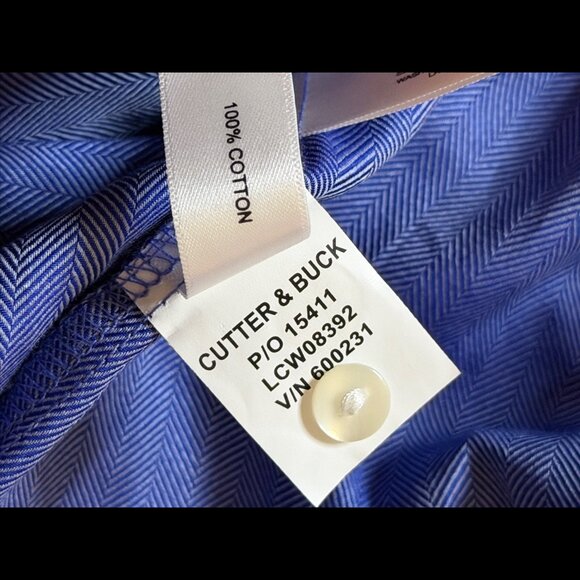 100% COTTON
CUTTER & BUCK
P/O 15411
LCW08392
V/N 600231